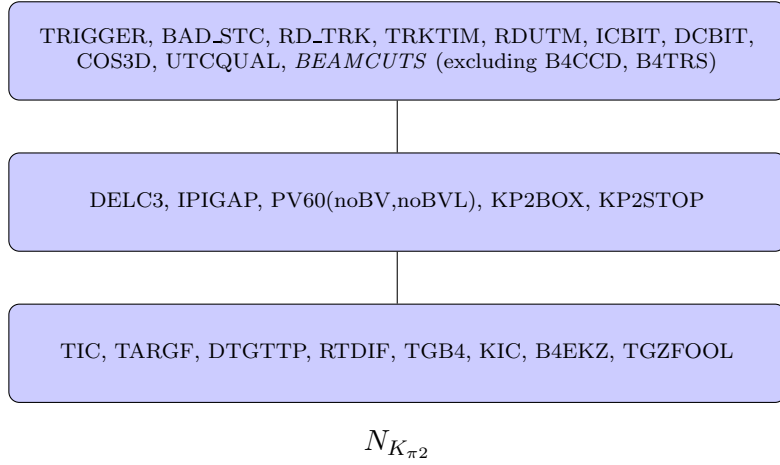 TRIGGER, BAD_STC, RD_TRK, TRKTIM, RDUTM, ICBIT, DCBIT,
COS3D, UTCQUAL, BEAMCUTS (excluding B4CCD, B4TRS)
DELC3, IPIGAP, PV60(noBV,noBVL), KP2BOX, KP2STOP
TIC, TARGF, DTGTTP, RTDIF, TGB4, KIC, B4EKZ, TGZFOOL
N_{K_{π2}}